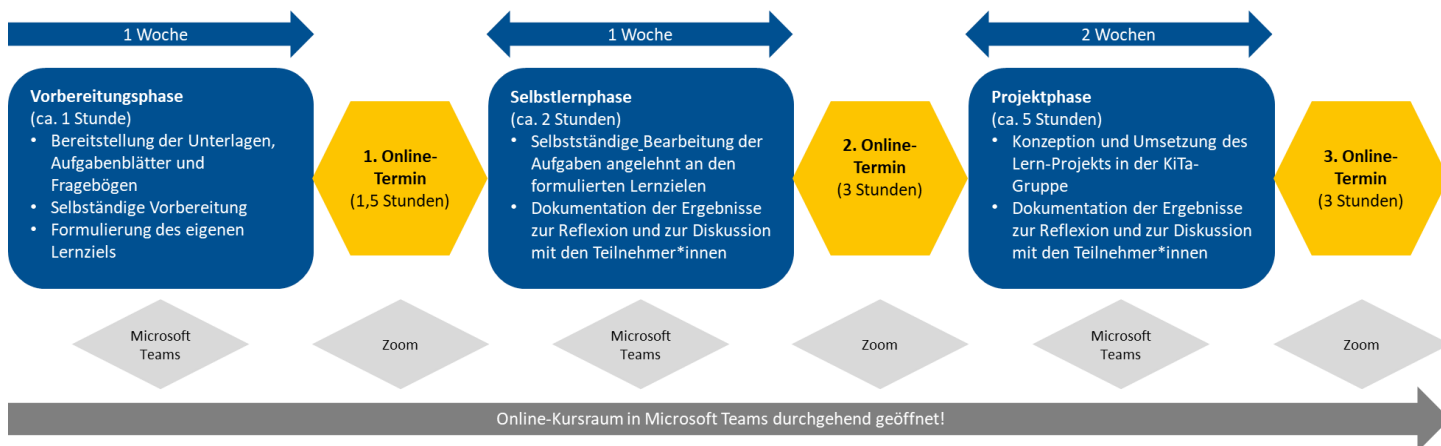 1 Woche
1 Woche
2 Wochen
Vorbereitungsphase
(ca. 1 Stunde)
• Bereitstellung der Unterlagen,
Aufgabenblätter und
Fragebögen
• Selbständige Vorbereitung
• Formulierung des eigenen
Lernziels
1. Online-
Termin
(1,5 Stunden)
Selbstlernphase
(ca. 2 Stunden)
• Selbstständige Bearbeitung der
Aufgaben angelehnt an den
formulierten Lernzielen
• Dokumentation der Ergebnisse
zur Reflexion und zur Diskussion
mit den Teilnehmer*innen
2. Online-
Termin
(3 Stunden)
Projektphase
(ca. 5 Stunden)
• Konzeption und Umsetzung des
Lern-Projekts in der KiTa-
Gruppe
• Dokumentation der Ergebnisse
zur Reflexion und zur Diskussion
mit den Teilnehmer*innen
3. Online-
Termin
(3 Stunden)
Microsoft
Teams
Zoom
Microsoft
Teams
Zoom
Microsoft
Teams
Zoom
Online-Kursraum in Microsoft Teams durchgehend geöffnet!